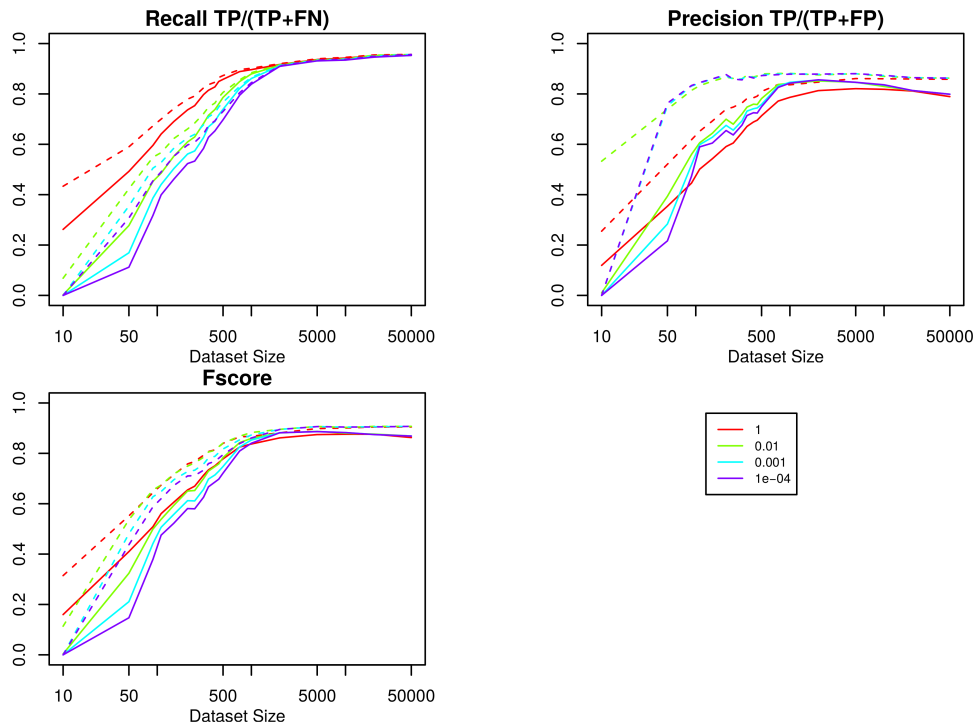 Recall TP/(TP+FN)
1.0
0.8
0.6
0.4
0.2
0.0
10 50 500 5000 50000
Dataset Size
Precision TP/(TP+FP)
1.0
0.8
0.6
0.4
0.2
0.0
10 50 500 5000 50000
Dataset Size
Fscore
1.0
0.8
0.6
0.4
0.2
0.0
10 50 500 5000 50000
Dataset Size
1
0.01
0.001
1e−04